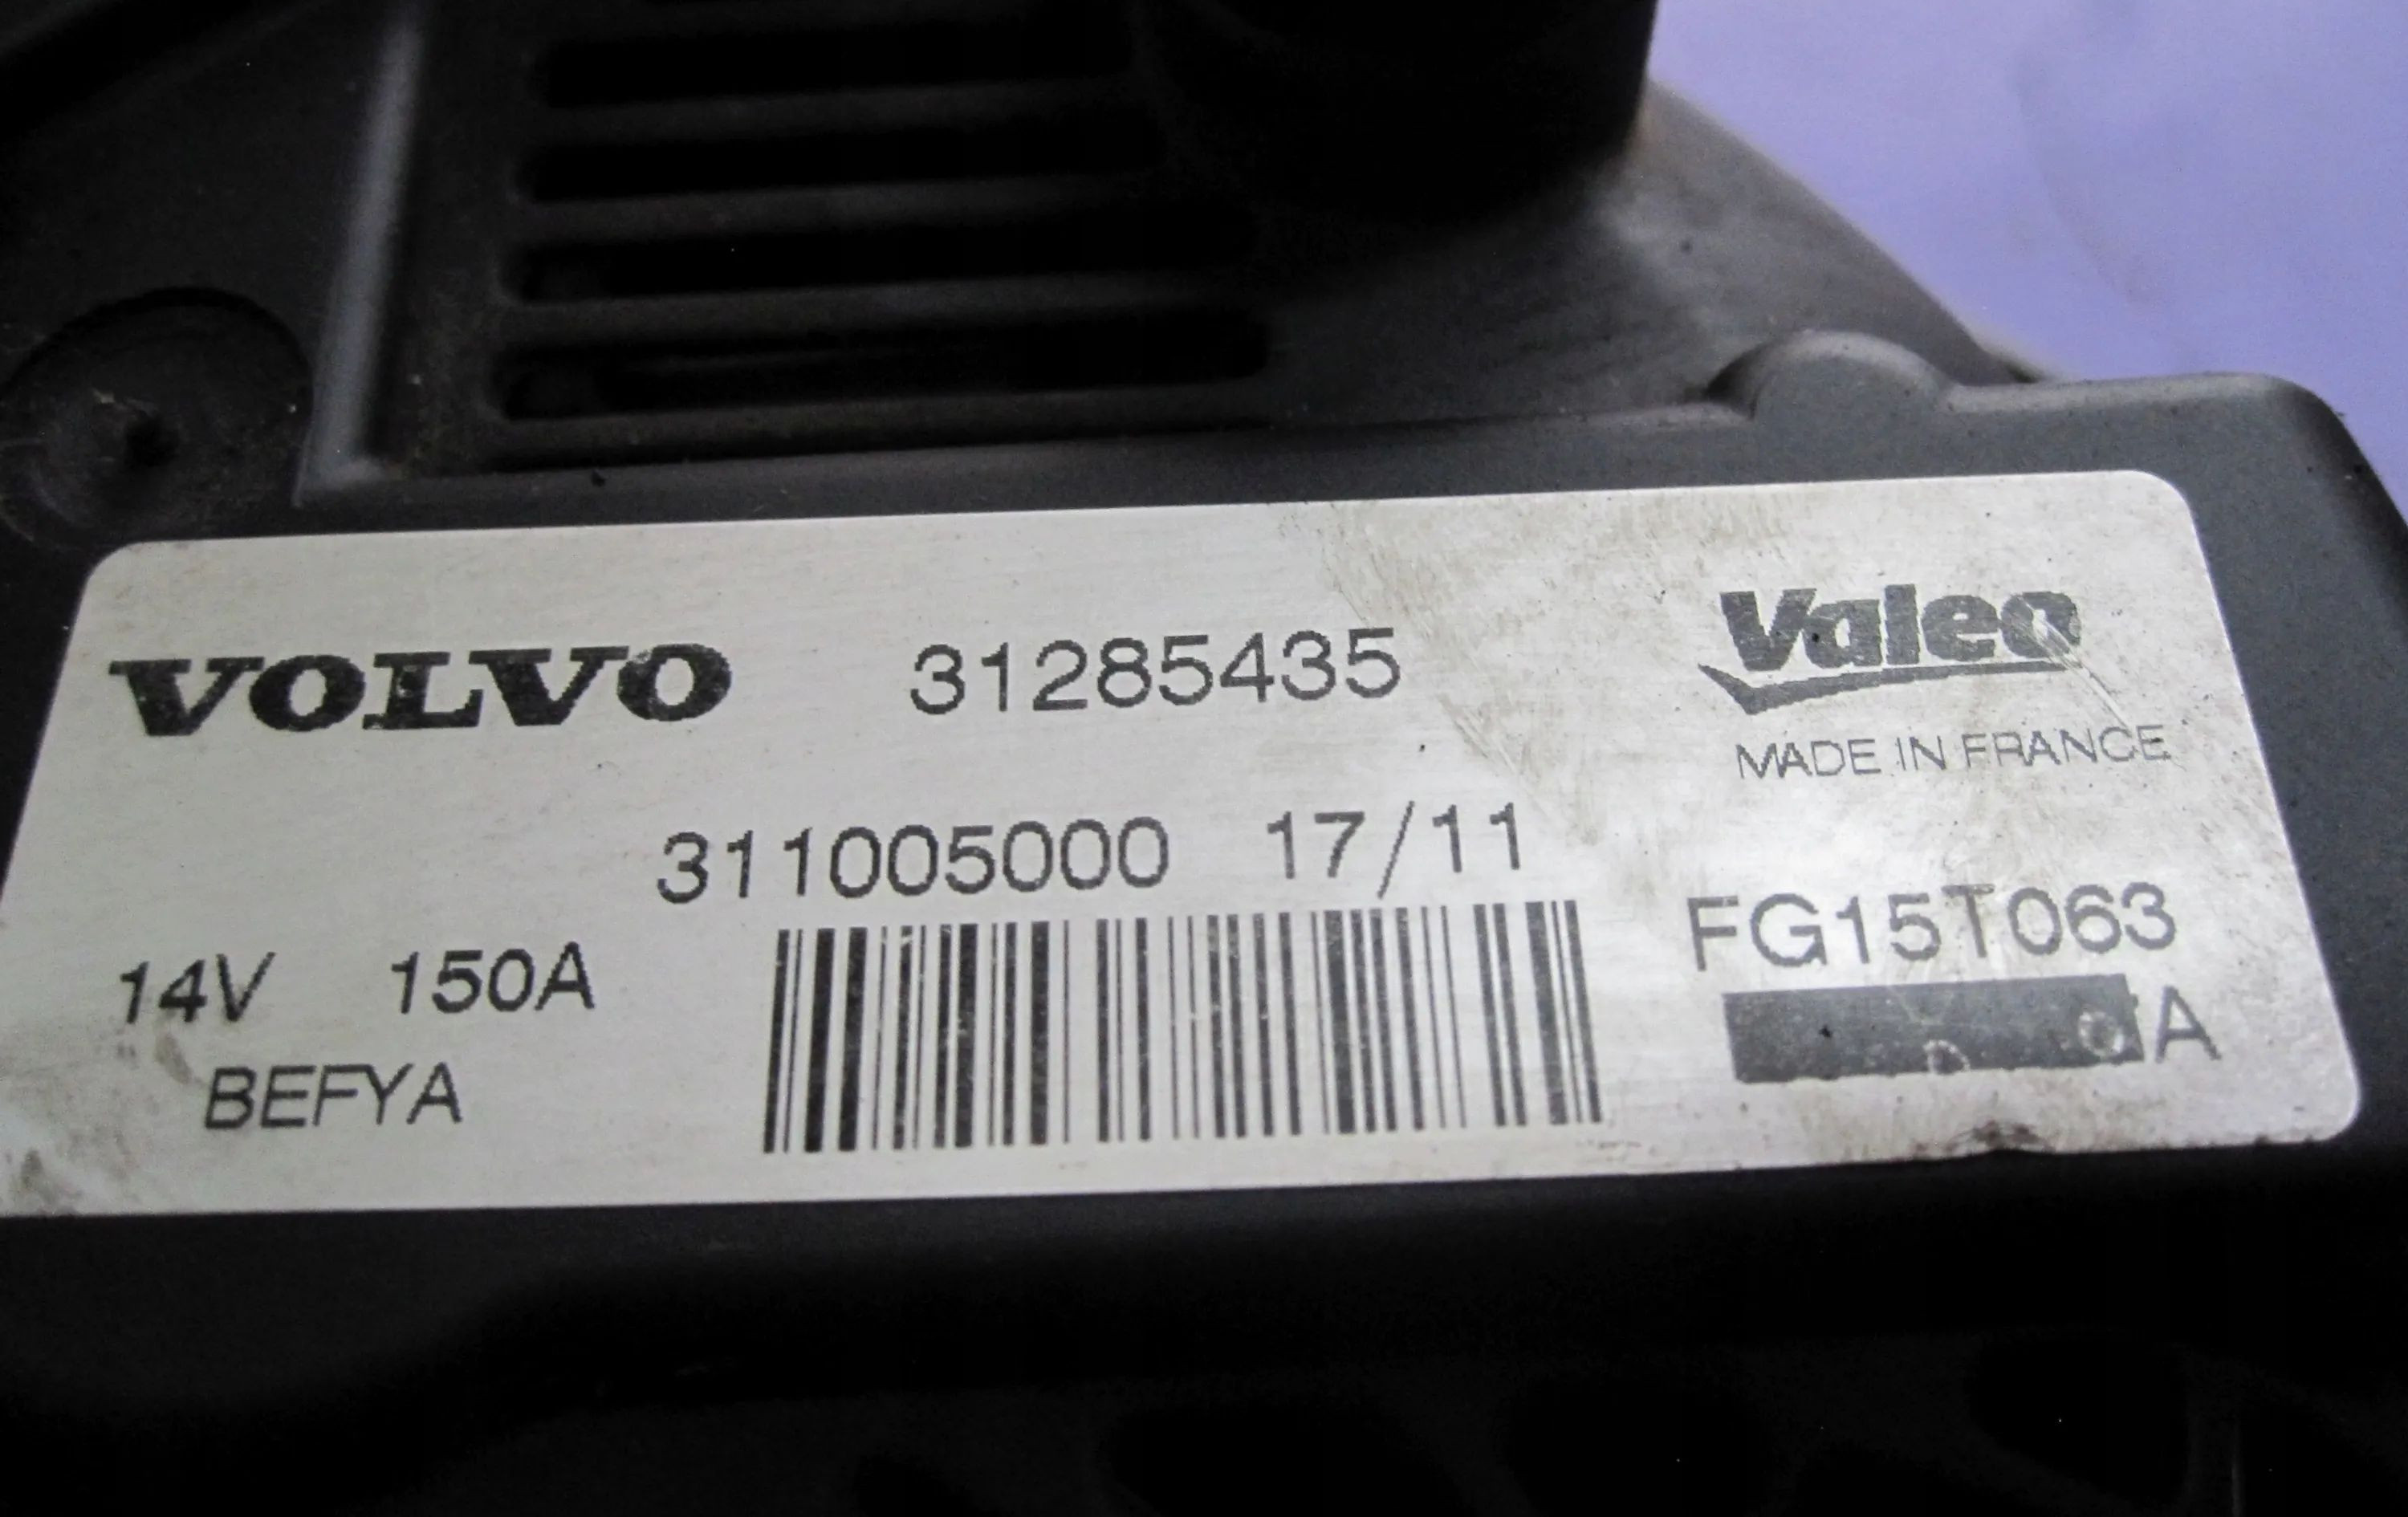 VOLVO 31285435 Valeo
MADE IN FRANCE
311005000 17/11
FG15T063
14V 150A
A
BEFYA